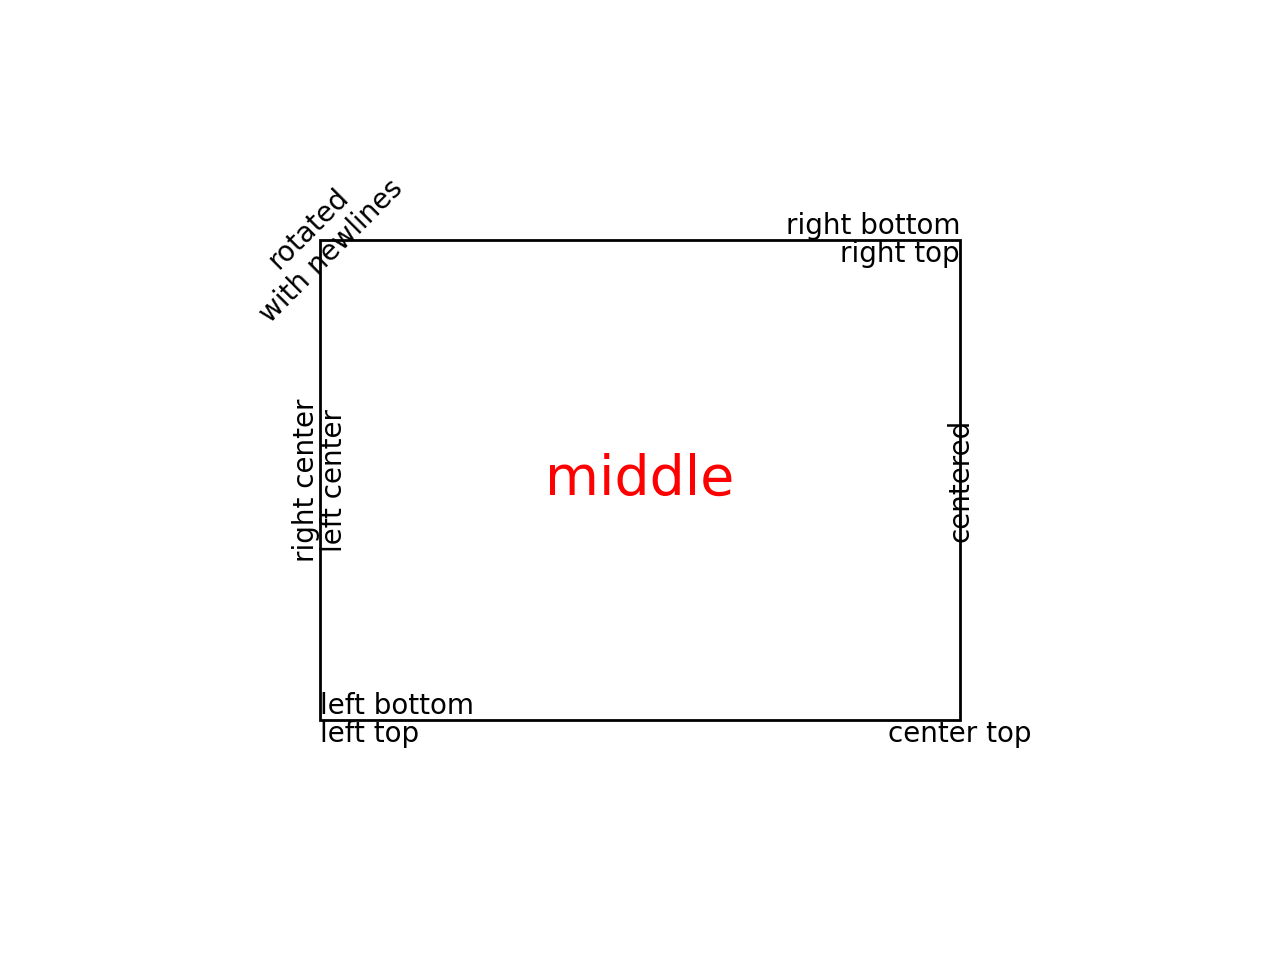 rotated
with newlines
right bottom
right top
right center
left center
middle
centered
left bottom
left top
center top